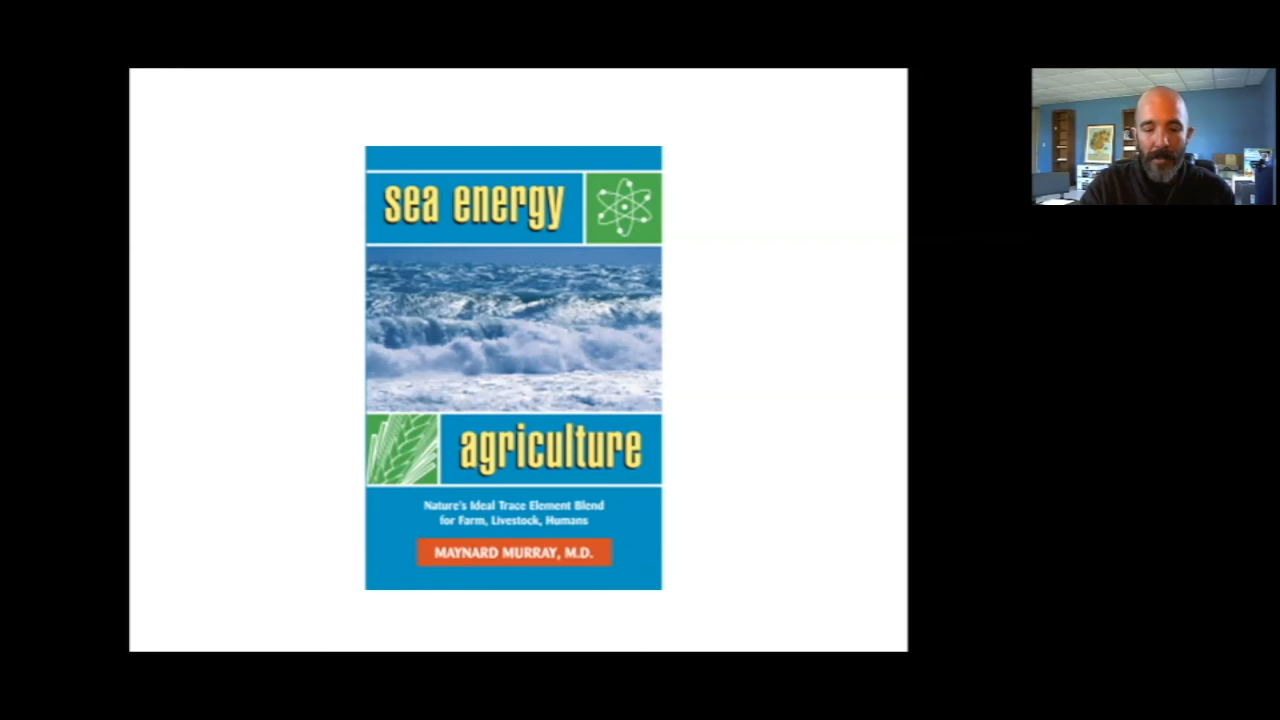 sea energy
agriculture
Nature's Ideal Trace Element Blend
for Farm, Livestock, Humans
MAYNARD MURRAY, M.D.